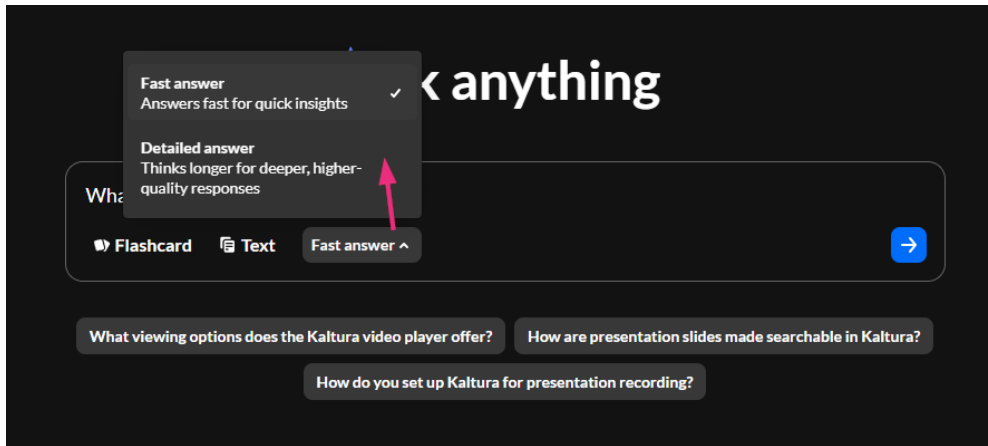 Fast answer
Answers fast for quick insights
anything
Detailed answer
Thinks longer for deeper, higher-
quality responses
Flashcard
Text
Fast answer
What viewing options does the Kaltura video player offer?
How are presentation slides made searchable in Kaltura?
How do you set up Kaltura for presentation recording?